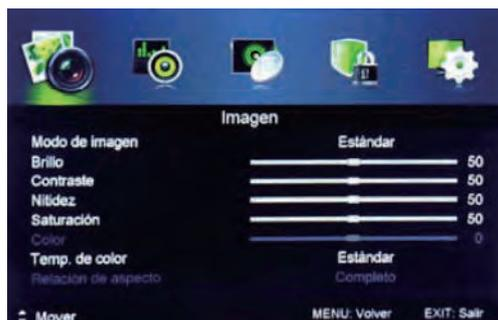 Imagen
Modo de imagen Estándar
Brillo 50
Contraste 50
Nitidez 50
Saturación 50
Color 0
Temp. de color Estándar
Relación de aspecto Completo
Mover MENU: Volver EXIT: Salir